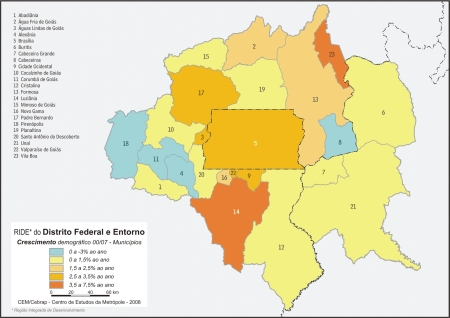 1 Abadiânia
2 Água Fria de Goiás
3 Águas Lindas de Goiás
4 Alexânia
5 Brasília
6 Buritis
7 Cabeceira Grande
8 Cabeceiras
9 Cidade Ocidental
10 Cocalzinho de Goiás
11 Corumbá de Goiás
12 Cristalina
13 Formosa
14 Luziânia
15 Mimoso de Goiás
16 Novo Gama
17 Padre Bernardo
18 Pirenópolis
19 Planaltina
20 Santo Antônio do Descoberto
21 Unaí
22 Valparaíso de Goiás
23 Vila Boa
2
23
15
17
19
13
6
10
3
5
8
18
11
4
20
16
22
9
7
1
14
21
12
RIDE* do Distrito Federal e Entorno
Crescimento demográfico 00/07 - Municípios
0 a -3% ao ano
0 a 1,5% ao ano
1,5 a 2,5% ao ano
2,5 a 3,5% ao ano
3,5 a 7,5% ao ano
0 20 40 60 km
CEM/Cebrap - Centro de Estudos da Metrópole - 2008
* Região Integrada de Desenvolvimento